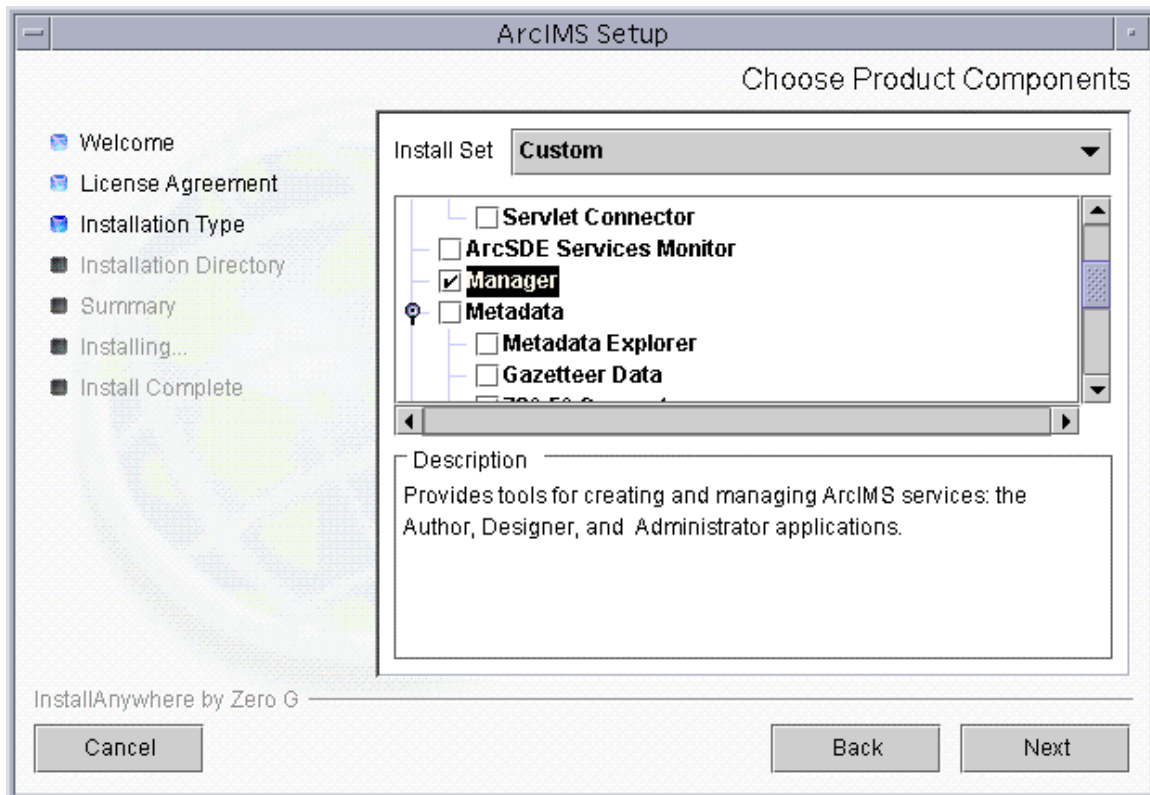 ArcIMS Setup
Choose Product Components
Welcome
License Agreement
Installation Type
Installation Directory
Summary
Installing...
Install Complete
Install Set Custom
Servlet Connector
ArcSDE Services Monitor
Manager
Metadata
Metadata Explorer
Gazetteer Data
Description
Provides tools for creating and managing ArcIMS services: the
Author, Designer, and Administrator applications.
InstallAnywhere by Zero G
Cancel
Back
Next